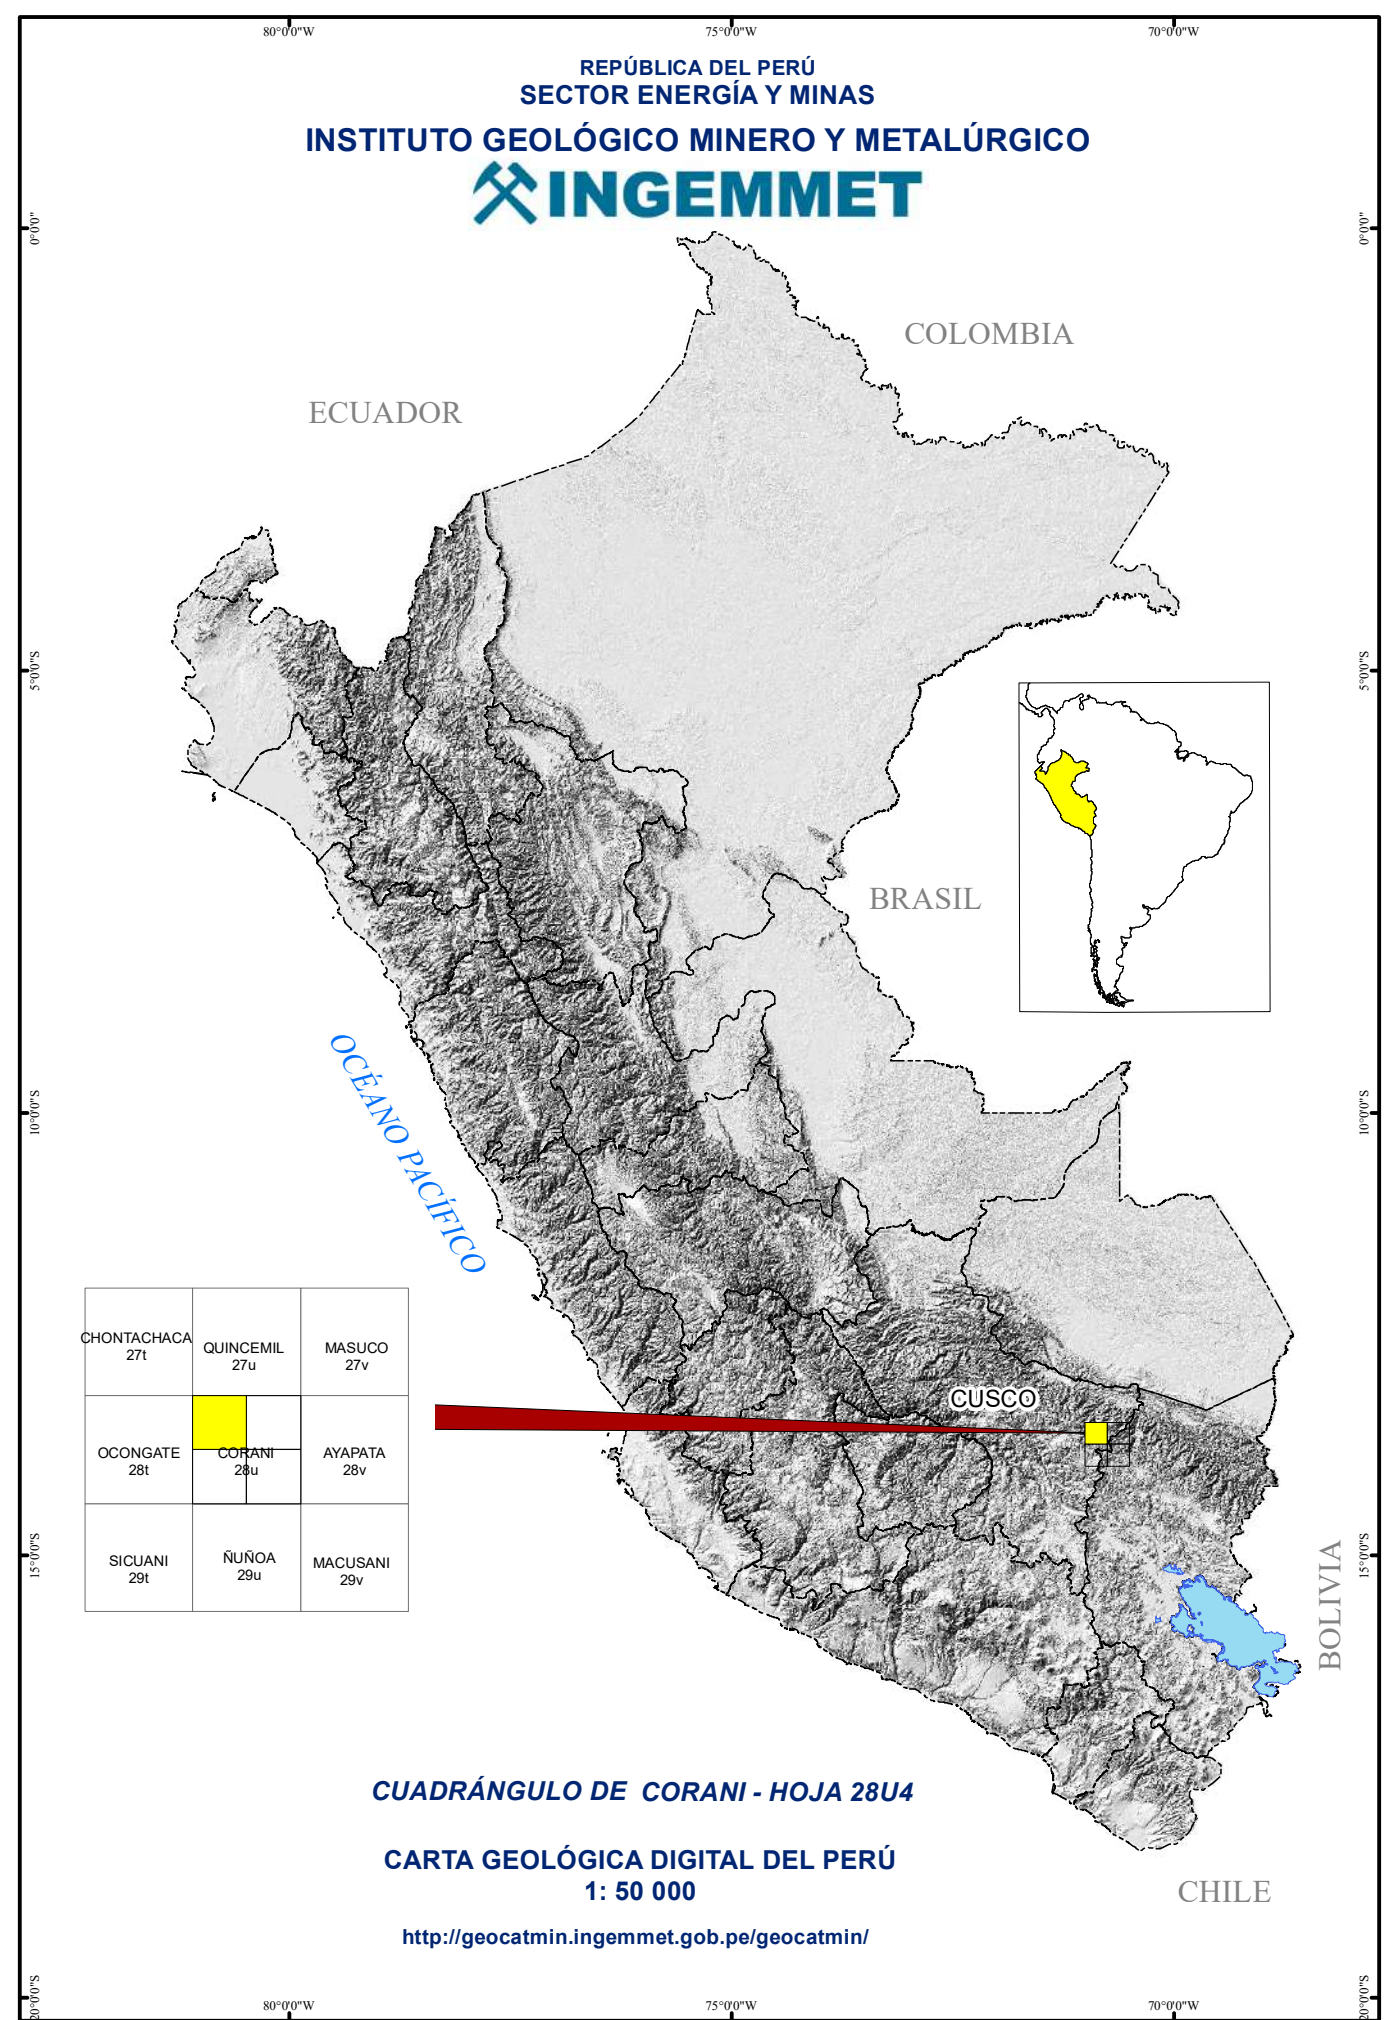 80°0'0"W
75°0'0"W
70°0'0"W
REPÚBLICA DEL PERÚ
SECTOR ENERGÍA Y MINAS
INSTITUTO GEOLÓGICO MINERO Y METALÚRGICO
INGEMMET
0°0'0"
0°0'0"
COLOMBIA
ECUADOR
5°0'0"S
5°0'0"S
BRASIL
OCÉANO PACÍFICO
10°0'0"S
10°0'0"S
CHONTACHACA
27t
QUINCEMIL
27u
MASUCO
27v
CUSCO
OCONGATE
28t
CORANI
28u
AYAPATA
28v
SICUANI
29t
ÑUÑOA
29u
MACUSANI
29v
15°0'0"S
15°0'0"S
BOLIVIA
CUADRÁNGULO DE CORANI - HOJA 28U4
CARTA GEOLÓGICA DIGITAL DEL PERÚ
1: 50 000
CHILE
http://geocatmin.ingemmet.gob.pe/geocatmin/
20°0'0"S
20°0'0"S
80°0'0"W
75°0'0"W
70°0'0"W